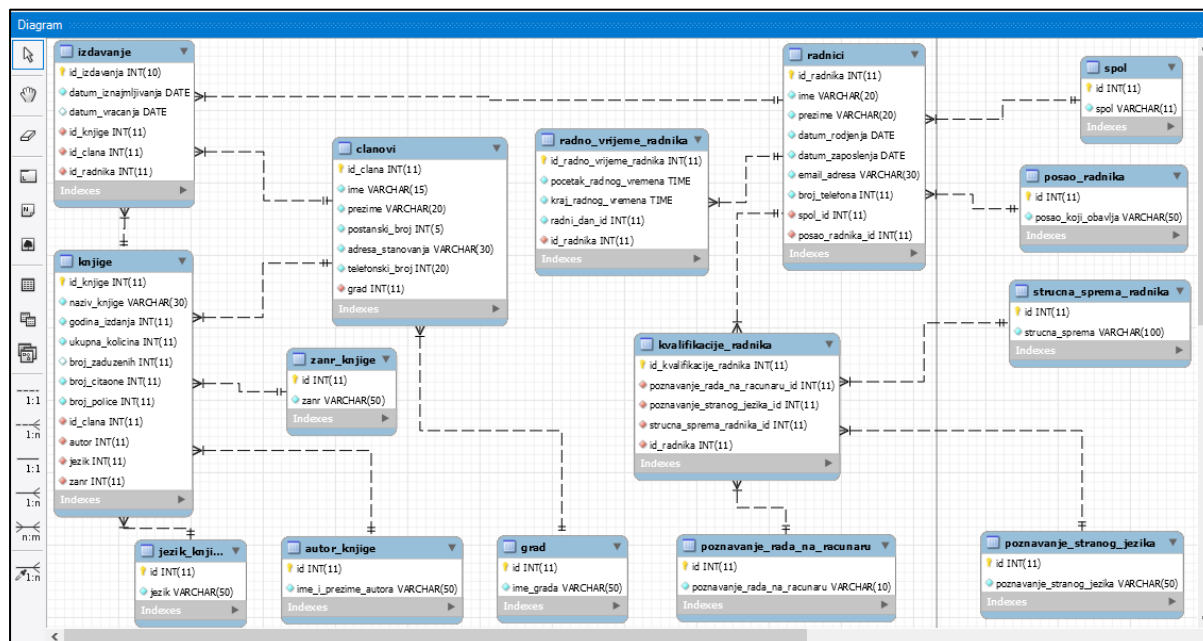 Diagram
izdavanje
id_izdavanja INT(10)
datum_iznajmljivanja DATE
datum_vracanja DATE
id_knjige INT(11)
id_clana INT(11)
id_radnika INT(11)
Indexes
clanovi
id_clana INT(11)
ime VARCHAR(15)
prezime VARCHAR(20)
postanski_broj INT(5)
adresa_stanovanja VARCHAR(30)
telefonski_broj INT(20)
grad INT(11)
Indexes
radno_vrijeme_radnika
id_radno_vrijeme_radnika INT(11)
pocetak_radnog_vremena TIME
kraj_radnog_vremena TIME
radni_dan_id INT(11)
id_radnika INT(11)
Indexes
radnici
id_radnika INT(11)
ime VARCHAR(20)
prezime VARCHAR(20)
datum_rodjenja DATE
datum_zaposlenja DATE
email_adresa VARCHAR(30)
broj_telefona INT(11)
spol_id INT(11)
posao_radnika_id INT(11)
Indexes
spol
id INT(11)
spol VARCHAR(11)
Indexes
posao_radnika
id INT(11)
posao_koji_obavlja VARCHAR(50)
Indexes
strucna_sprema_radnika
id INT(11)
strucna_sprema VARCHAR(100)
Indexes
knjige
id_knjige INT(11)
naziv_knjige VARCHAR(30)
godina_izdanja INT(11)
ukupna_kolicina INT(11)
broj_zaduzenih INT(11)
broj_citaone INT(11)
broj_police INT(11)
id_clana INT(11)
autor INT(11)
jezik INT(11)
zanr INT(11)
Indexes
zanr_knjige
id INT(11)
zanr VARCHAR(50)
Indexes
kvalifikacije_radnika
id_kvalifikacije_radnika INT(11)
poznavanje_rada_na_racunaru_id INT(11)
poznavanje_stranog_jezika_id INT(11)
strucna_sprema_radnika_id INT(11)
id_radnika INT(11)
Indexes
jezik_knji...
id INT(11)
jezik VARCHAR(50)
Indexes
autor_knjige
id INT(11)
ime_i_prezime_autora VARCHAR(50)
Indexes
grad
id INT(11)
ime_grada VARCHAR(50)
Indexes
poznavanje_rada_na_racunaru
id INT(11)
poznavanje_rada_na_racunaru VARCHAR(10)
Indexes
poznavanje_stranog_jezika
id INT(11)
poznavanje_stranog_jezika VARCHAR(50)
Indexes
1:1
1:n
1:1
1:n
n:m
1:n